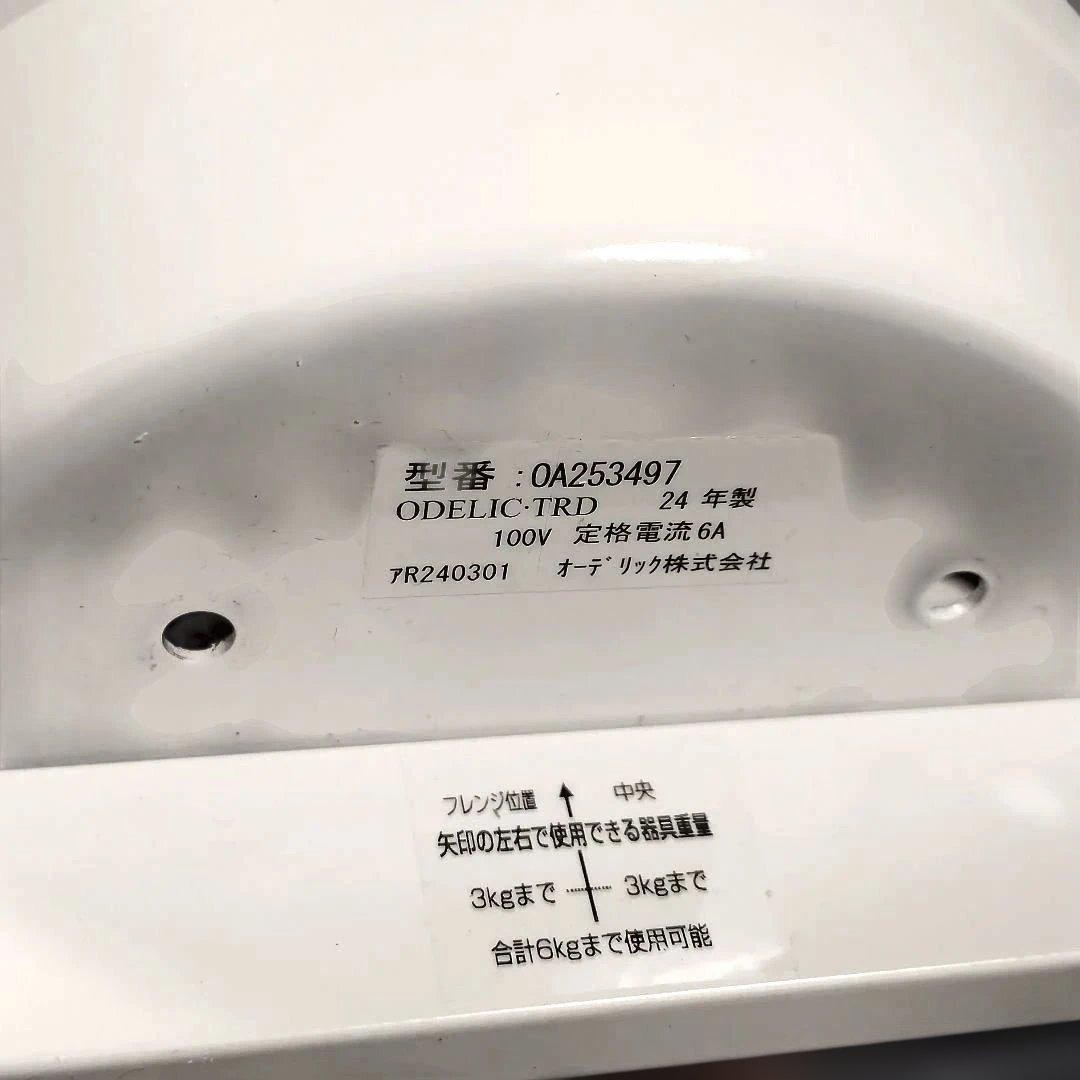 型番 : OA253497
ODELIC·TRD 24 年製
100V 定格電流 6A
ｱR240301 ｵｰﾃﾞﾘｯｸ株式会社
フレンジ位置 中央
矢印の左右で使用できる器具重量
3kgまで 3kgまで
合計6kgまで使用可能